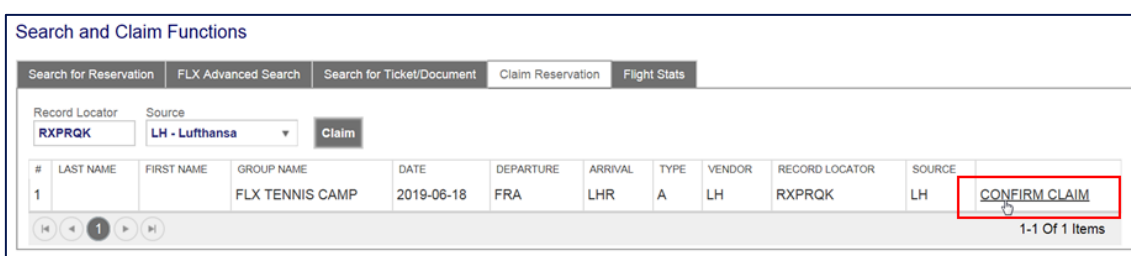 Search and Claim Functions
Search for Reservation FLX Advanced Search Search for Ticket/Document Claim Reservation Flight Stats
Record Locator Source
RXPRQK LH - Lufthansa Claim
# LAST NAME FIRST NAME GROUP NAME DATE DEPARTURE ARRIVAL TYPE VENDOR RECORD LOCATOR SOURCE
1 FLX TENNIS CAMP 2019-06-18 FRA LHR A LH RXPRQK LH CONFIRM CLAIM
1 1-1 Of 1 Items